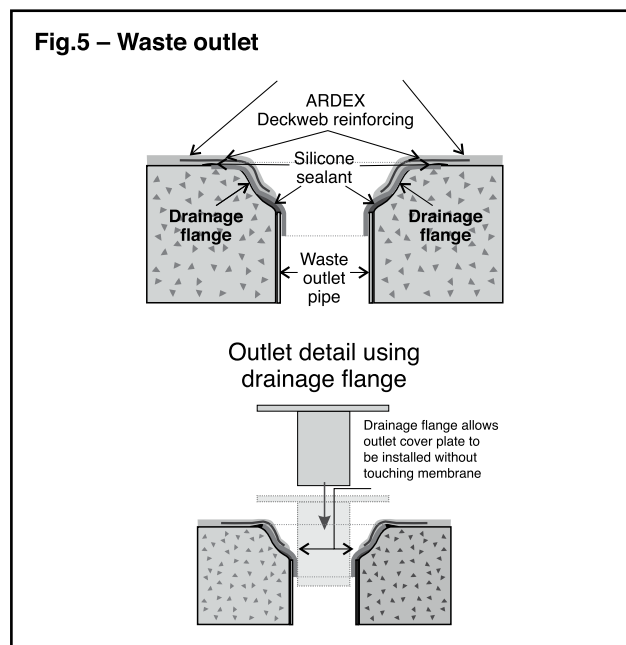 Fig.5 – Waste outlet
ARDEX
Deckweb reinforcing
Silicone
sealant
Drainage
flange
Drainage
flange
Waste
outlet
pipe
Outlet detail using
drainage flange
Drainage flange allows
outlet cover plate to
be installed without
touching membrane